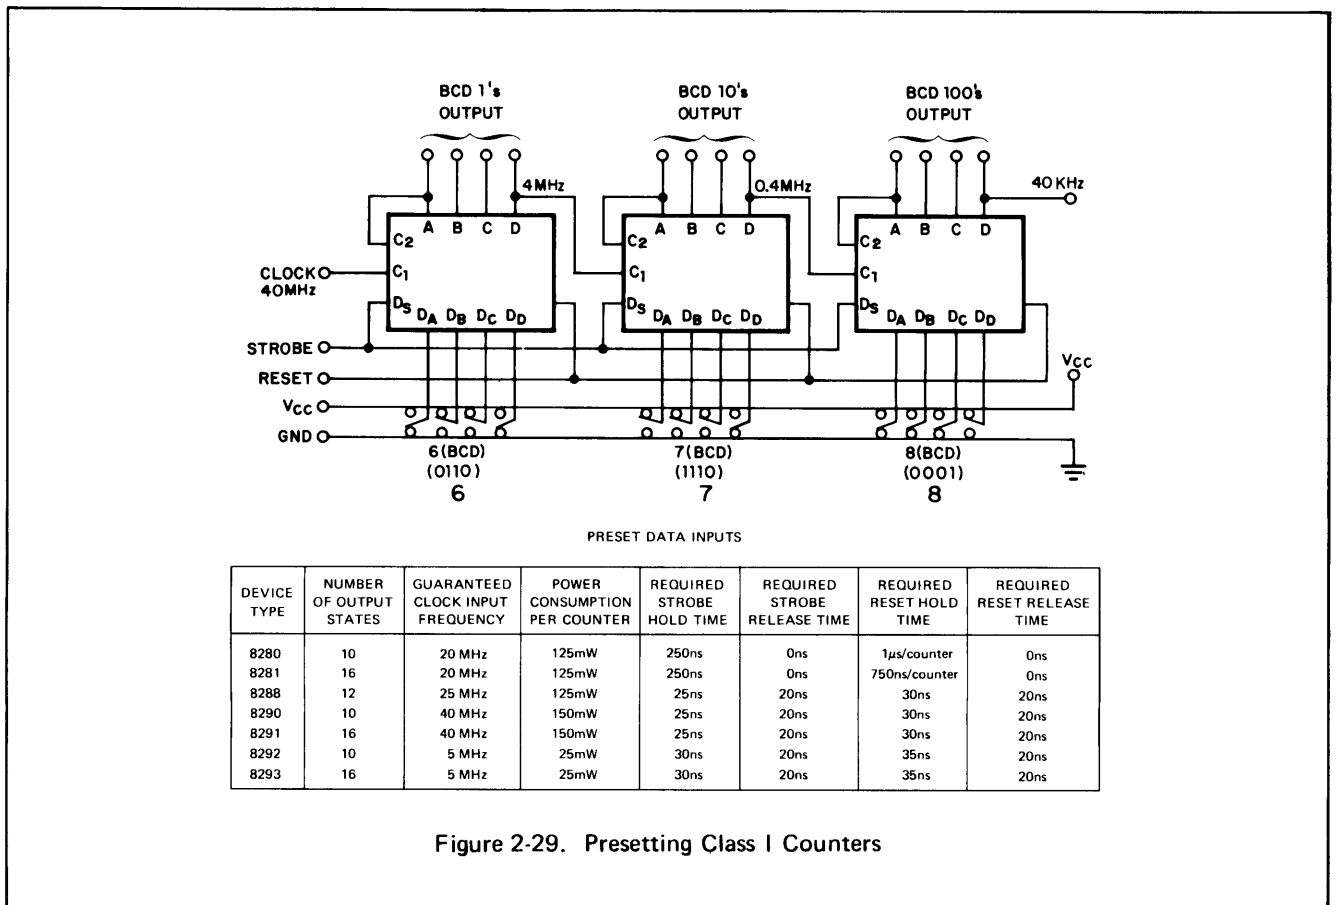 BCD 1's BCD 10's BCD 100's
OUTPUT OUTPUT OUTPUT
4MHz 0.4MHz 40KHz
A B C D A B C D A B C D
C2 C2 C2
CLOCK C1 C1 C1
40MHz
DS DA DB DC DD DS DA DB DC DD DS DA DB DC DD
STROBE
RESET
VCC
VCC
GND
6(BCD) 7(BCD) 8(BCD)
(0110) (1110) (0001)
6 7 8
PRESET DATA INPUTS
DEVICE TYPE NUMBER OF OUTPUT STATES GUARANTEED CLOCK INPUT FREQUENCY POWER CONSUMPTION PER COUNTER REQUIRED STROBE HOLD TIME REQUIRED STROBE RELEASE TIME REQUIRED RESET HOLD TIME REQUIRED RESET RELEASE TIME
8280 10 20 MHz 125mW 250ns 0ns 1μs/counter 0ns
8281 16 20 MHz 125mW 250ns 0ns 750ns/counter 0ns
8288 12 25 MHz 125mW 25ns 20ns 30ns 20ns
8290 10 40 MHz 150mW 25ns 20ns 30ns 20ns
8291 16 40 MHz 150mW 25ns 20ns 30ns 20ns
8292 10 5 MHz 25mW 30ns 20ns 35ns 20ns
8293 16 5 MHz 25mW 30ns 20ns 35ns 20ns
Figure 2-29. Presetting Class I Counters